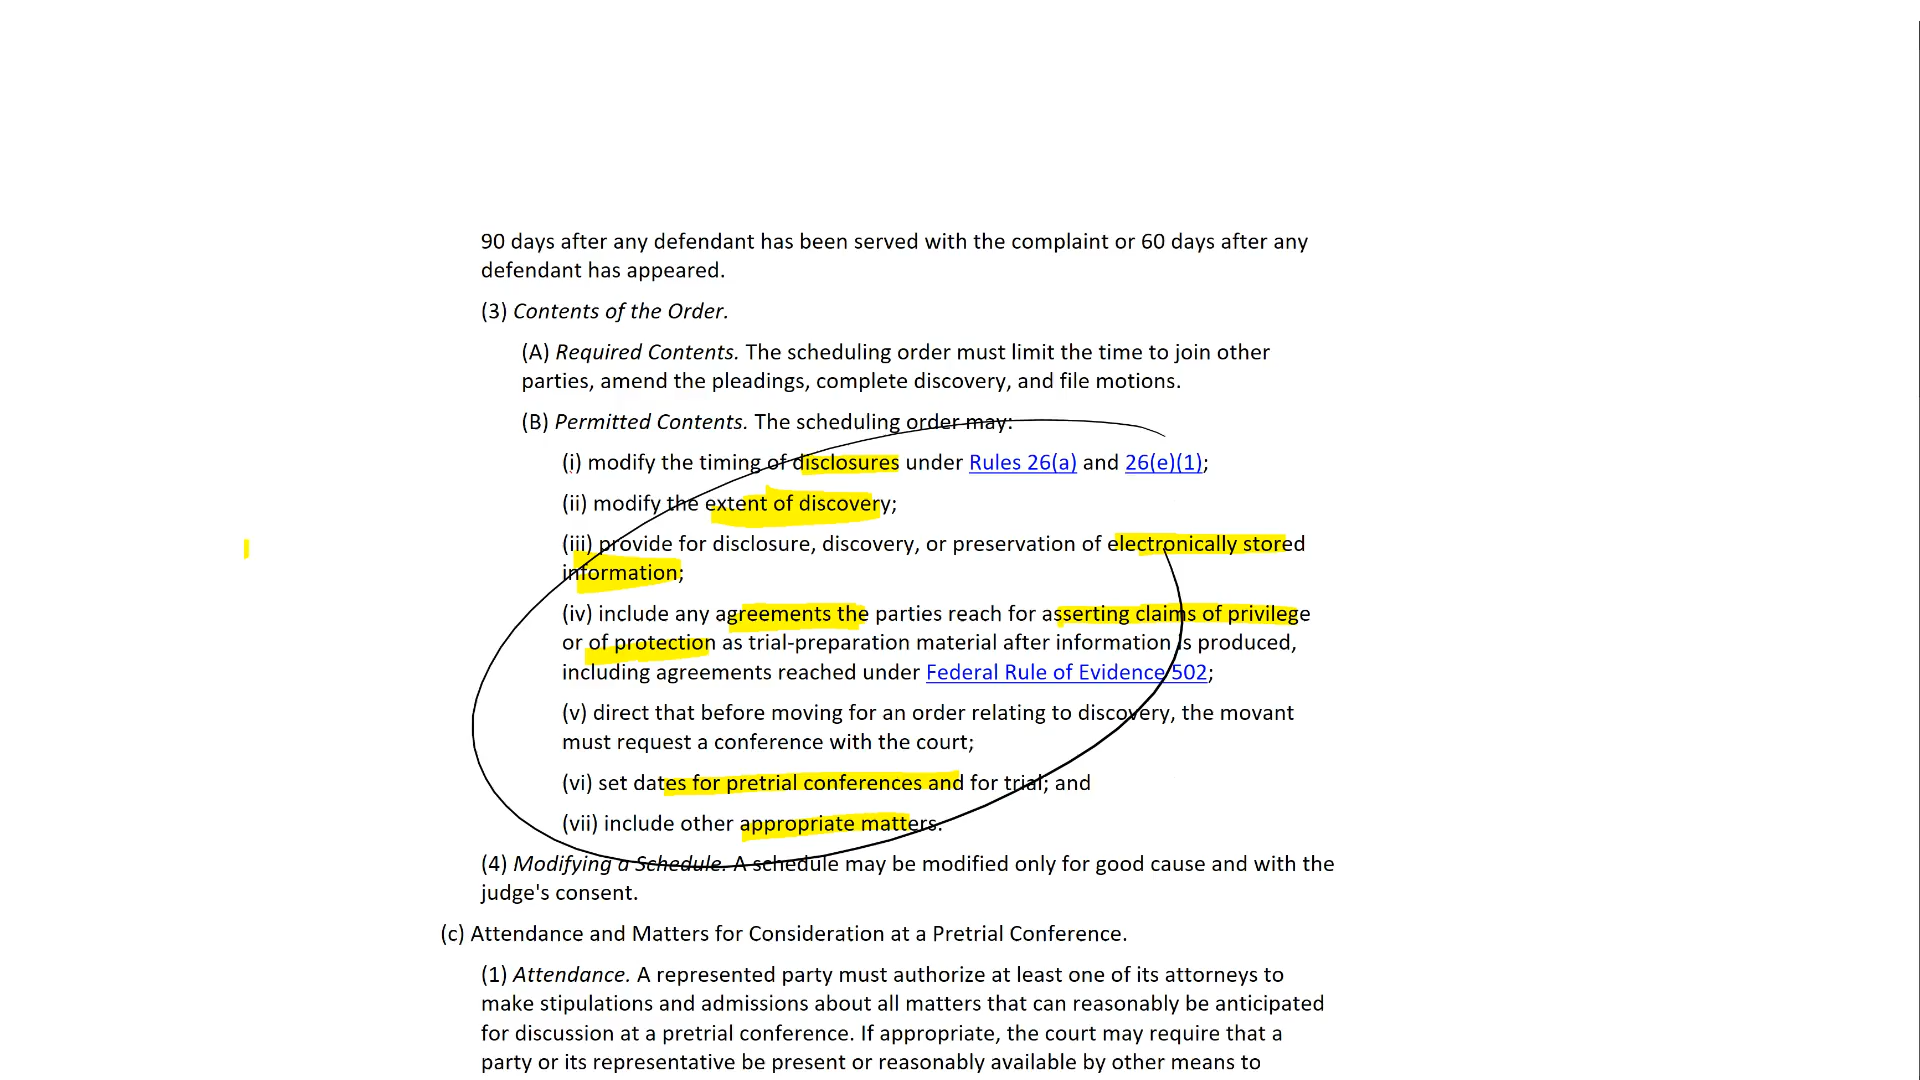 90 days after any defendant has been served with the complaint or 60 days after any
defendant has appeared.
(3) Contents of the Order.
(A) Required Contents. The scheduling order must limit the time to join other
parties, amend the pleadings, complete discovery, and file motions.
(B) Permitted Contents. The scheduling order may:
(i) modify the timing of disclosures under Rules 26(a) and 26(e)(1);
(ii) modify the extent of discovery;
(iii) provide for disclosure, discovery, or preservation of electronically stored
information;
(iv) include any agreements the parties reach for asserting claims of privilege
or of protection as trial-preparation material after information is produced,
including agreements reached under Federal Rule of Evidence 502;
(v) direct that before moving for an order relating to discovery, the movant
must request a conference with the court;
(vi) set dates for pretrial conferences and for trial; and
(vii) include other appropriate matters.
(4) Modifying a Schedule. A schedule may be modified only for good cause and with the
judge's consent.
(c) Attendance and Matters for Consideration at a Pretrial Conference.
(1) Attendance. A represented party must authorize at least one of its attorneys to
make stipulations and admissions about all matters that can reasonably be anticipated
for discussion at a pretrial conference. If appropriate, the court may require that a
party or its representative be present or reasonably available by other means to